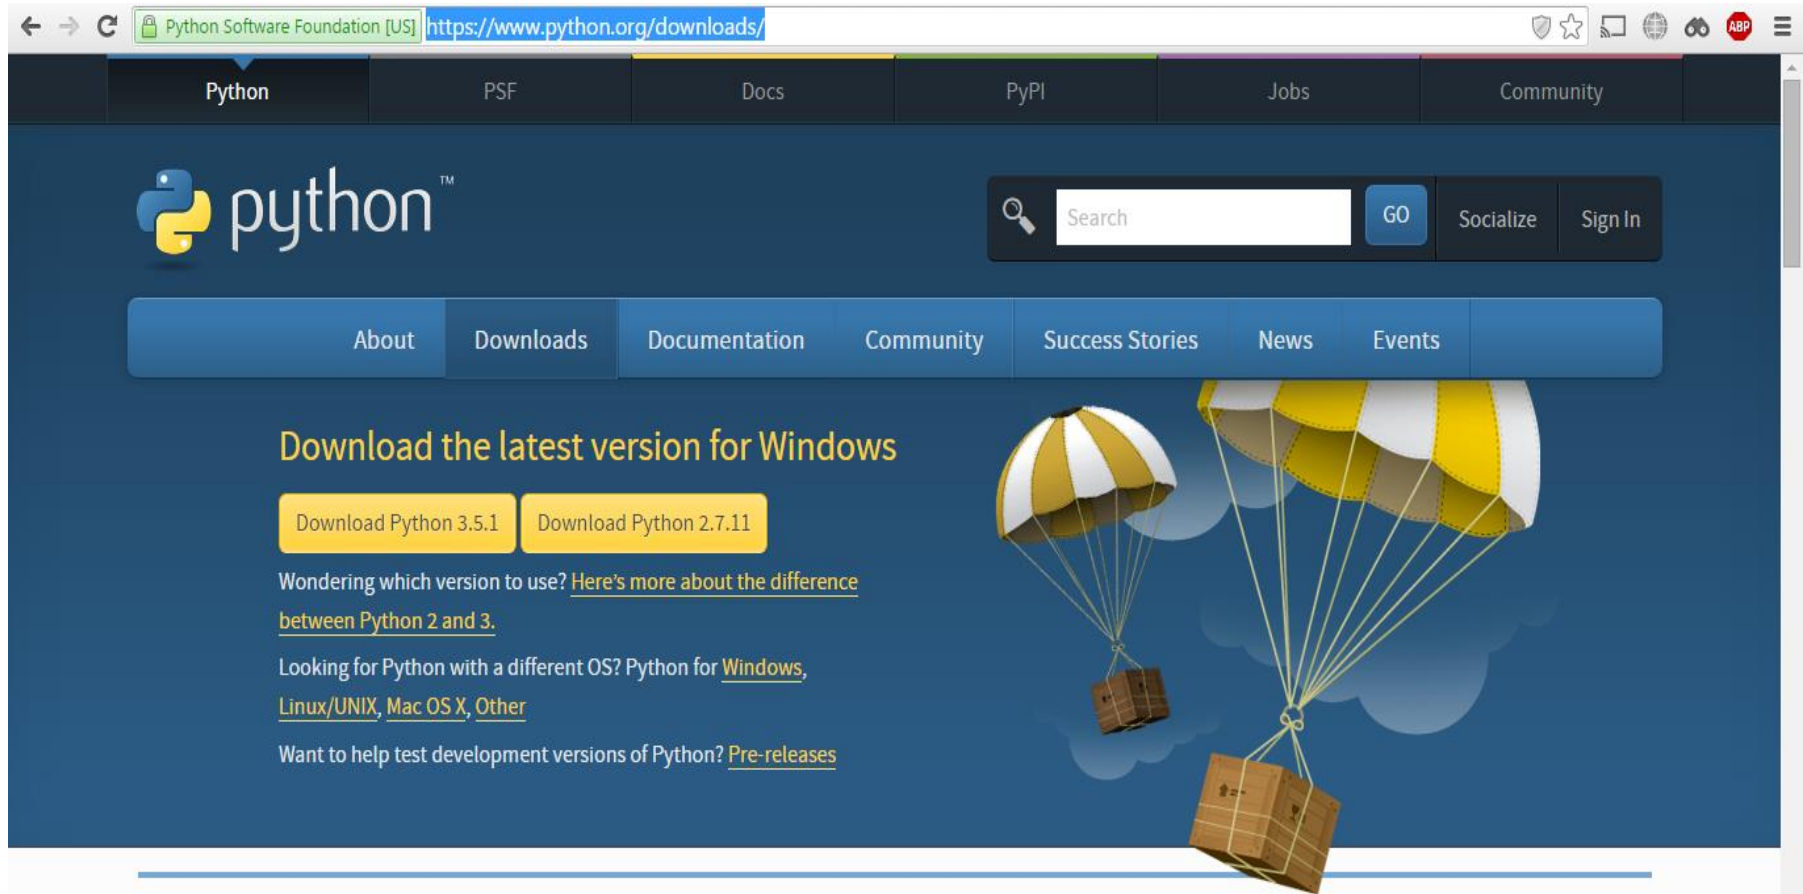 Python Software Foundation [US] https://www.python.org/downloads/
ABP
Python PSF Docs PyPI Jobs Community
python™
Search GO Socialize Sign In
About Downloads Documentation Community Success Stories News Events
Download the latest version for Windows
Download Python 3.5.1 Download Python 2.7.11
Wondering which version to use? Here's more about the difference
between Python 2 and 3.
Looking for Python with a different OS? Python for Windows,
Linux/UNIX, Mac OS X, Other
Want to help test development versions of Python? Pre-releases